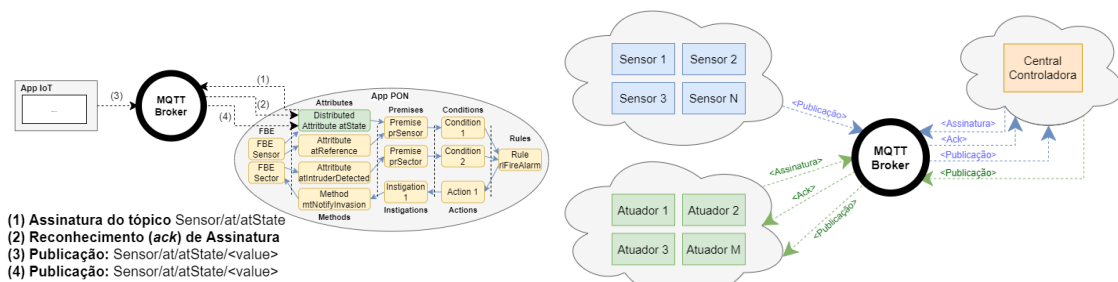 App IoT
...
(3)
MQTT
Broker
(1)
(2)
(4)
App PON
Attributes
Premises
Conditions
Rules
Distributed
Attribute atState
Premise
prSensor
Condition
1
FBE
Sensor
Attribute
atReference
Rule
rlFireAlarm
FBE
Sector
Attribute
atIntruderDetected
Premise
prSector
Condition
2
Method
mtNotifyInvasion
Instigation
1
Action 1
Methods
Instigations
Actions
(1) Assinatura do tópico Sensor/at/atState
(2) Reconhecimento (ack) de Assinatura
(3) Publicação: Sensor/at/atState/<value>
(4) Publicação: Sensor/at/atState/<value>
Sensor 1
Sensor 2
Sensor 3
Sensor N
<Publicação>
Central
Controladora
<Assinatura>
<Ack>
<Publicação>
<Publicação>
MQTT
Broker
<Assinatura>
<Ack>
<Publicação>
Atuador 1
Atuador 2
Atuador 3
Atuador M